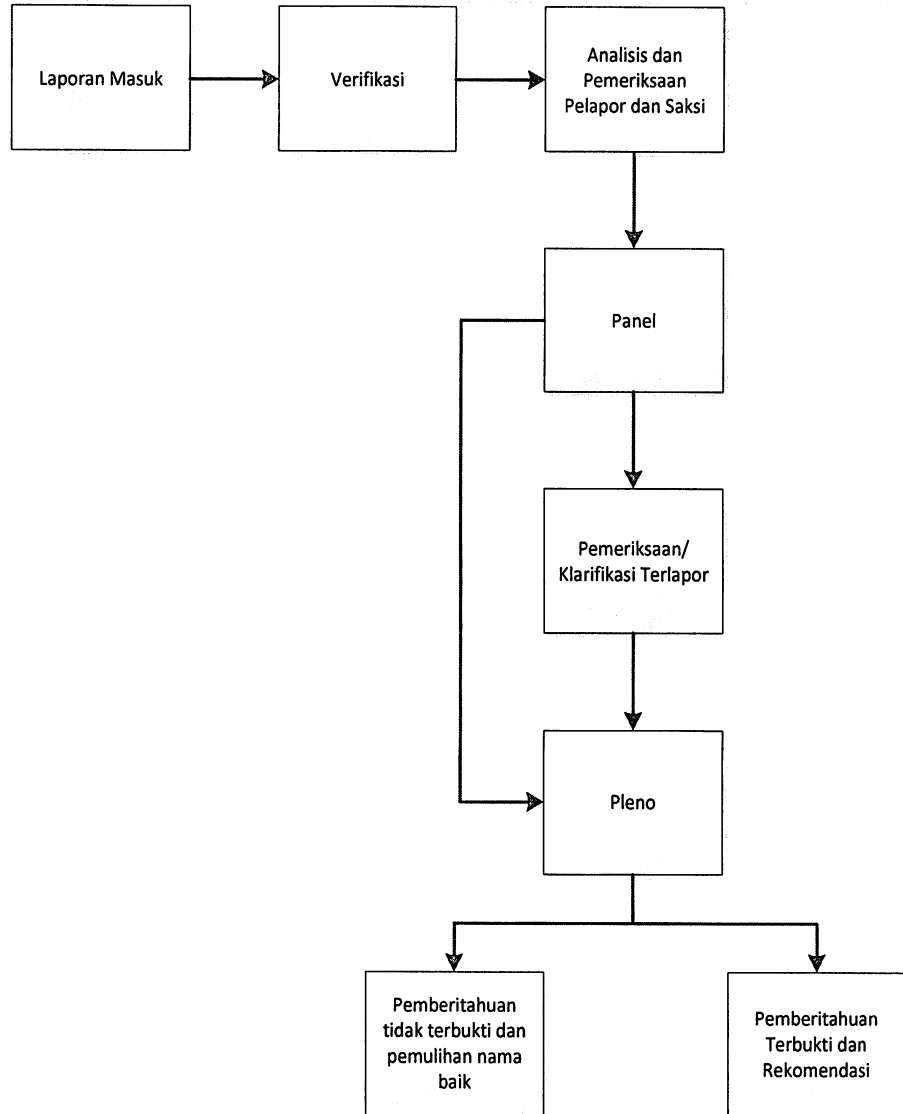 Laporan Masuk
Verifikasi
Analisis dan
Pemeriksaan
Pelapor dan Saksi
Panel
Pemeriksaan/
Klarifikasi Terlapor
Pleno
Pemberitahuan
tidak terbukti dan
pemulihan nama
baik
Pemberitahuan
Terbukti dan
Rekomendasi